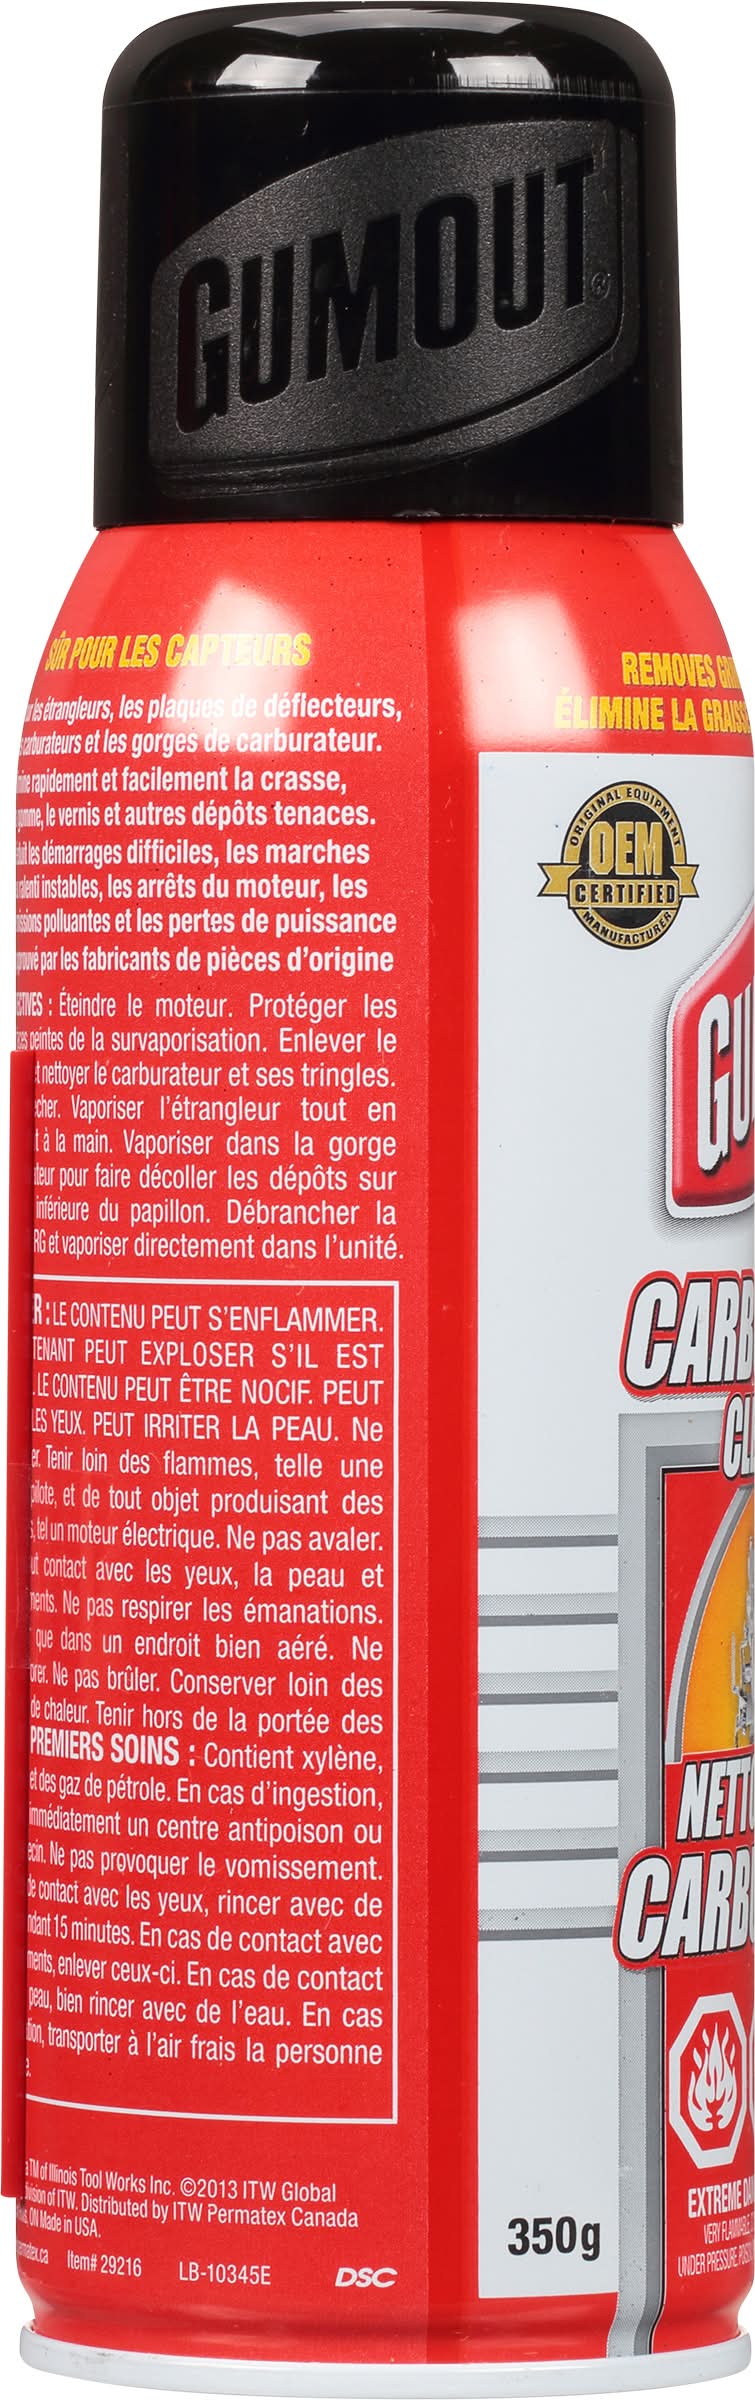 GUMOUT®
SÛR POUR LES CAPTEURS
les étrangleurs, les plaques de déflecteurs,
carburateurs et les gorges de carburateur.
rapidement et facilement la crasse,
gomme, le vernis et autres dépôts tenaces.
les démarrages difficiles, les marches
ralenti instables, les arrêts du moteur, les
polluantes et les pertes de puissance
par les fabricants de pièces d'origine
: Éteindre le moteur. Protéger les
peintes de la survaporisation. Enlever le
nettoyer le carburateur et ses tringles.
Vaporiser l'étrangleur tout en
à la main. Vaporiser dans la gorge
pour faire décoller les dépôts sur
inférieure du papillon. Débrancher la
et vaporiser directement dans l'unité.
R : LE CONTENU PEUT S'ENFLAMMER.
TENANT PEUT EXPLOSER S'IL EST
. LE CONTENU PEUT ÊTRE NOCIF. PEUT
LES YEUX. PEUT IRRITER LA PEAU. Ne
Tenir loin des flammes, telle une
pilote, et de tout objet produisant des
tel un moteur électrique. Ne pas avaler.
contact avec les yeux, la peau et
Ne pas respirer les émanations.
que dans un endroit bien aéré. Ne
Ne pas brûler. Conserver loin des
de chaleur. Tenir hors de la portée des
PREMIERS SOINS : Contient xylène,
et des gaz de pétrole. En cas d'ingestion,
immédiatement un centre antipoison ou
Ne pas provoquer le vomissement.
de contact avec les yeux, rincer avec de
15 minutes. En cas de contact avec
enlever ceux-ci. En cas de contact
peau, bien rincer avec de l'eau. En cas
transporter à l'air frais la personne
TM of Illinois Tool Works Inc. ©2013 ITW Global
of ITW. Distributed by ITW Permatex Canada
ON Made in USA.
Item# 29216 LB-10345E DSC
REMOVES
ÉLIMINE LA GRAISS
ORIGINAL EQUIPMENT
OEM
CERTIFIED
MANUFACTURER
GU
CARB
CL
NETT
CARB
EXTREME DA
VERY FLAMMABLE
UNDER PRESSURE
350g